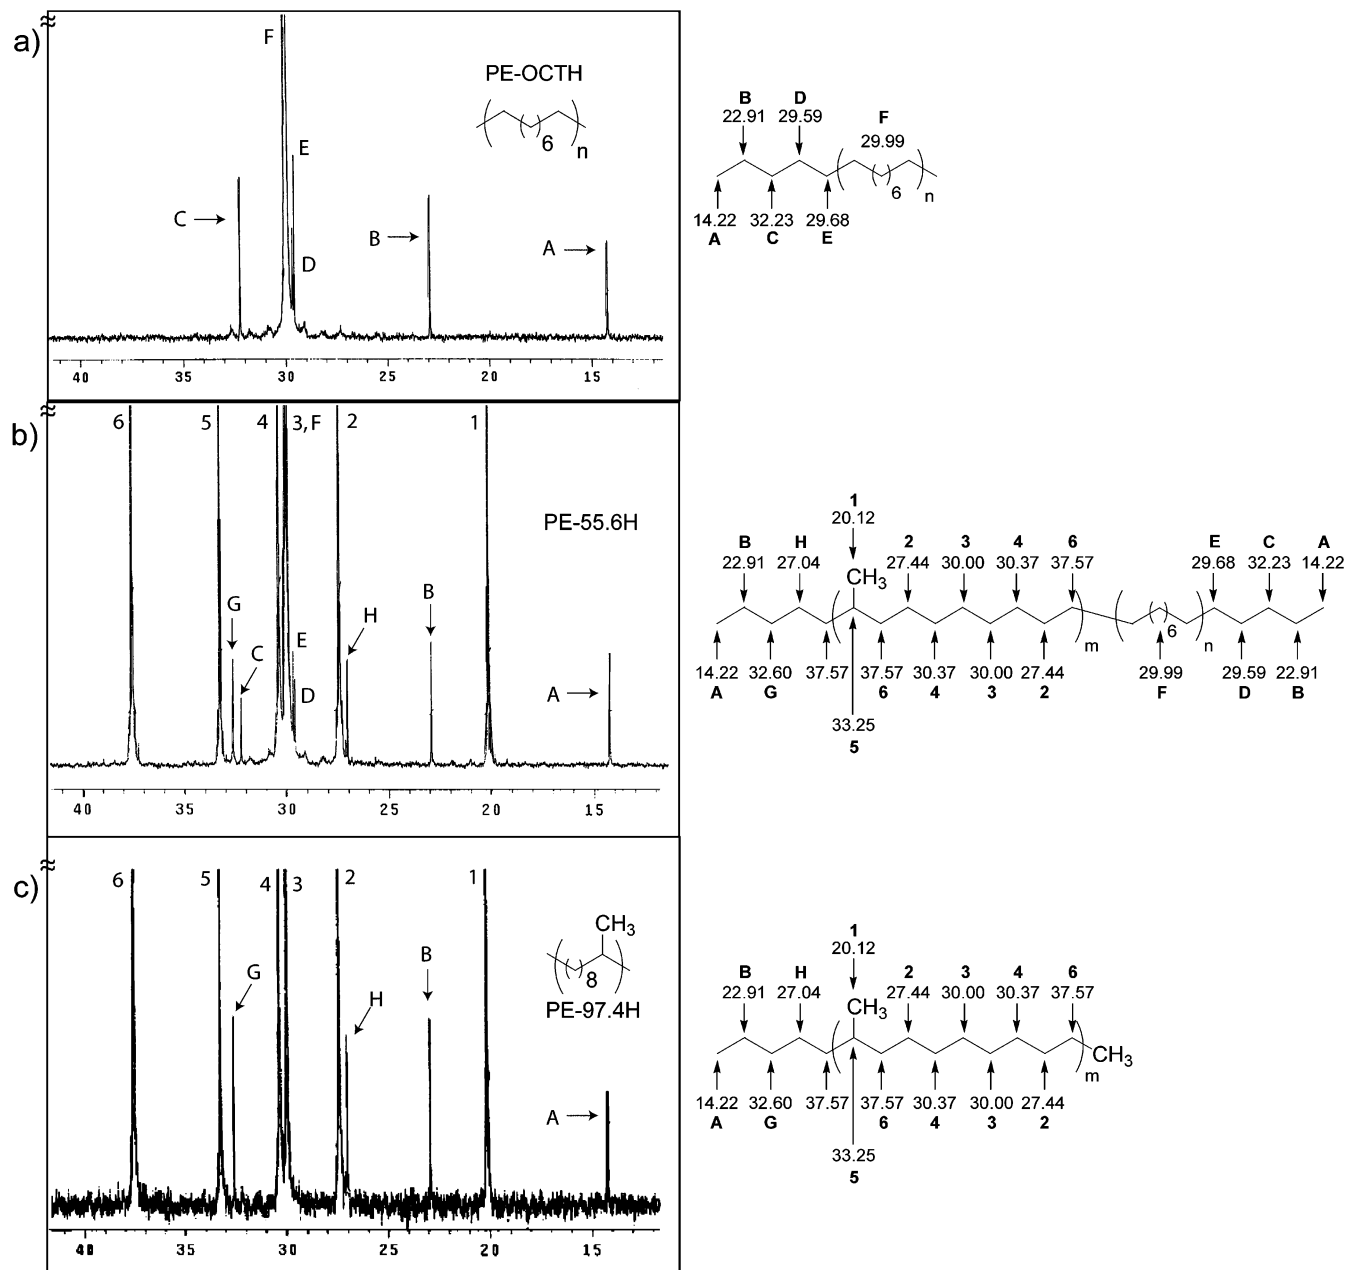 a)
F
PE-OCTH
6
n
E
C
D
B
A
40 35 30 25 20 15
B D
22.91 29.59 F
29.99
6
n
14.22 32.23 29.68
A C E
b)
6 5 4 3,F 2 1
PE-55.6H
G
C
E
D
H
B
A
40 35 30 25 20 15
1
20.12
B H 2 3 4 6 E C A
22.91 27.04 27.44 30.00 30.37 37.57 29.68 32.23 14.22
CH3
m
6
n
14.22 32.60 37.57 37.57 30.37 30.00 27.44 29.99 29.59 22.91
A G 6 4 3 2 F D B
33.25
5
c)
6 5 4 3 2 1
CH3
8
n
PE-97.4H
G
H
B
A
40 35 30 25 20 15
1
20.12
B H 2 3 4 6
22.91 27.04 27.44 30.00 30.37 37.57
CH3
CH3
m
14.22 32.60 37.57 37.57 30.37 30.00 27.44
A G 6 4 3 2
33.25
5